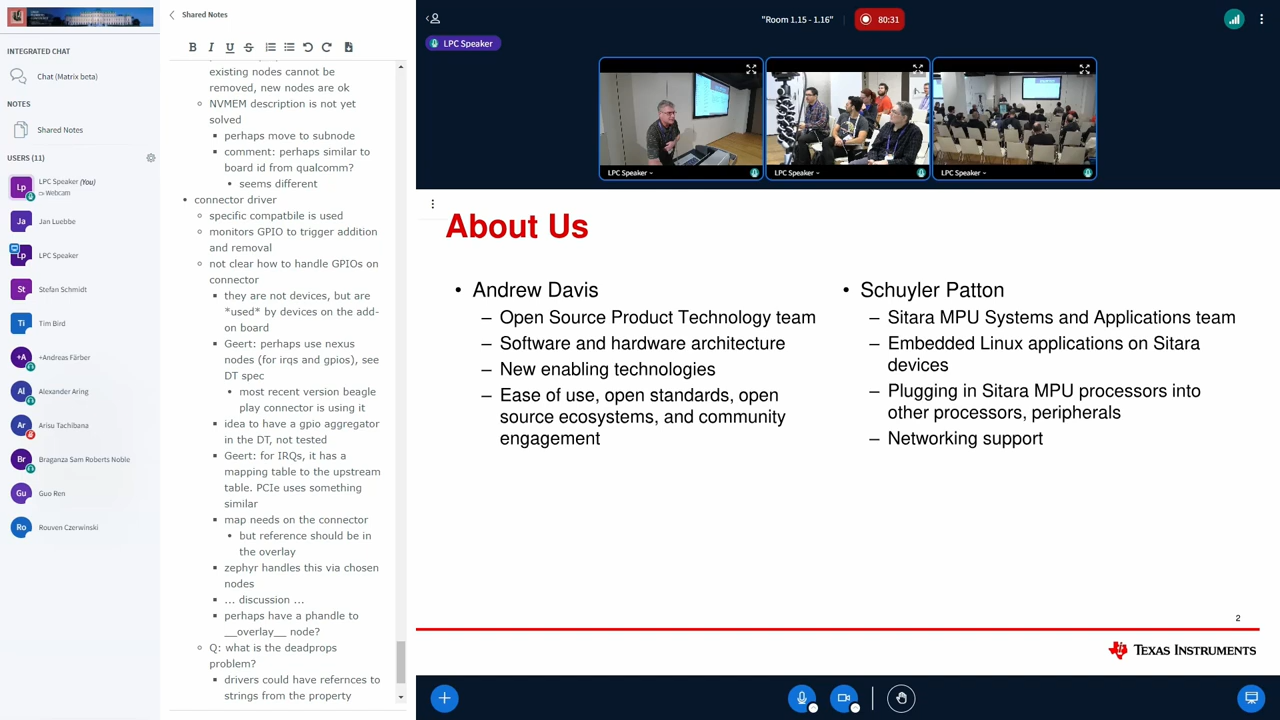 INTEGRATED CHAT
Chat (Matrix beta)
NOTES
Shared Notes
USERS (11)
Lp
LPC Speaker (You)
Webcam
Ja
Jan Luebbe
Lp
LPC Speaker
St
Stefan Schmidt
Ti
Tim Bird
+A
+Andreas Färber
Al
Alexander Aring
Ar
Arisu Tachibana
Br
Braganza Sam Roberts Noble
Gu
Guo Ren
Ro
Rouven Czerwinski
Shared Notes
B I U S
existing nodes cannot be
removed, new nodes are ok
NVMEM description is not yet
solved
perhaps move to subnode
comment: perhaps similar to
board id from qualcomm?
seems different
connector driver
specific compatbile is used
monitors GPIO to trigger addition
and removal
not clear how to handle GPIOs on
connector
they are not devices, but are
*used* by devices on the add-
on board
Geert: perhaps use nexus
nodes (for irqs and gpios), see
DT spec
most recent version beagle
play connector is using it
idea to have a gpio aggregator
in the DT, not tested
Geert: for IRQs, it has a
mapping table to the upstream
table. PCIe uses something
similar
map needs on the connector
but reference should be in
the overlay
zephyr handles this via chosen
nodes
... discussion ...
perhaps have a phandle to
__overlay__ node?
Q: what is the deadprops
problem?
drivers could have refernces to
strings from the property
"Room 1.15 - 1.16"
80:31
LPC Speaker
LPC Speaker
LPC Speaker
LPC Speaker
About Us
• Andrew Davis
– Open Source Product Technology team
– Software and hardware architecture
– New enabling technologies
– Ease of use, open standards, open
source ecosystems, and community
engagement
• Schuyler Patton
– Sitara MPU Systems and Applications team
– Embedded Linux applications on Sitara
devices
– Plugging in Sitara MPU processors into
other processors, peripherals
– Networking support
2
TEXAS INSTRUMENTS